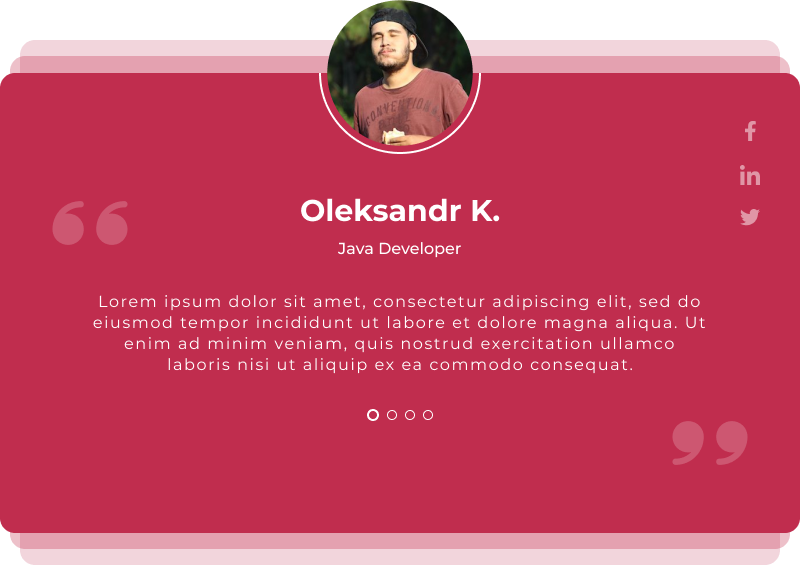 CONVENTIONS
Oleksandr K.
Java Developer
Lorem ipsum dolor sit amet, consectetur adipiscing elit, sed do
eiusmod tempor incididunt ut labore et dolore magna aliqua. Ut
enim ad minim veniam, quis nostrud exercitation ullamco
laboris nisi ut aliquip ex ea commodo consequat.